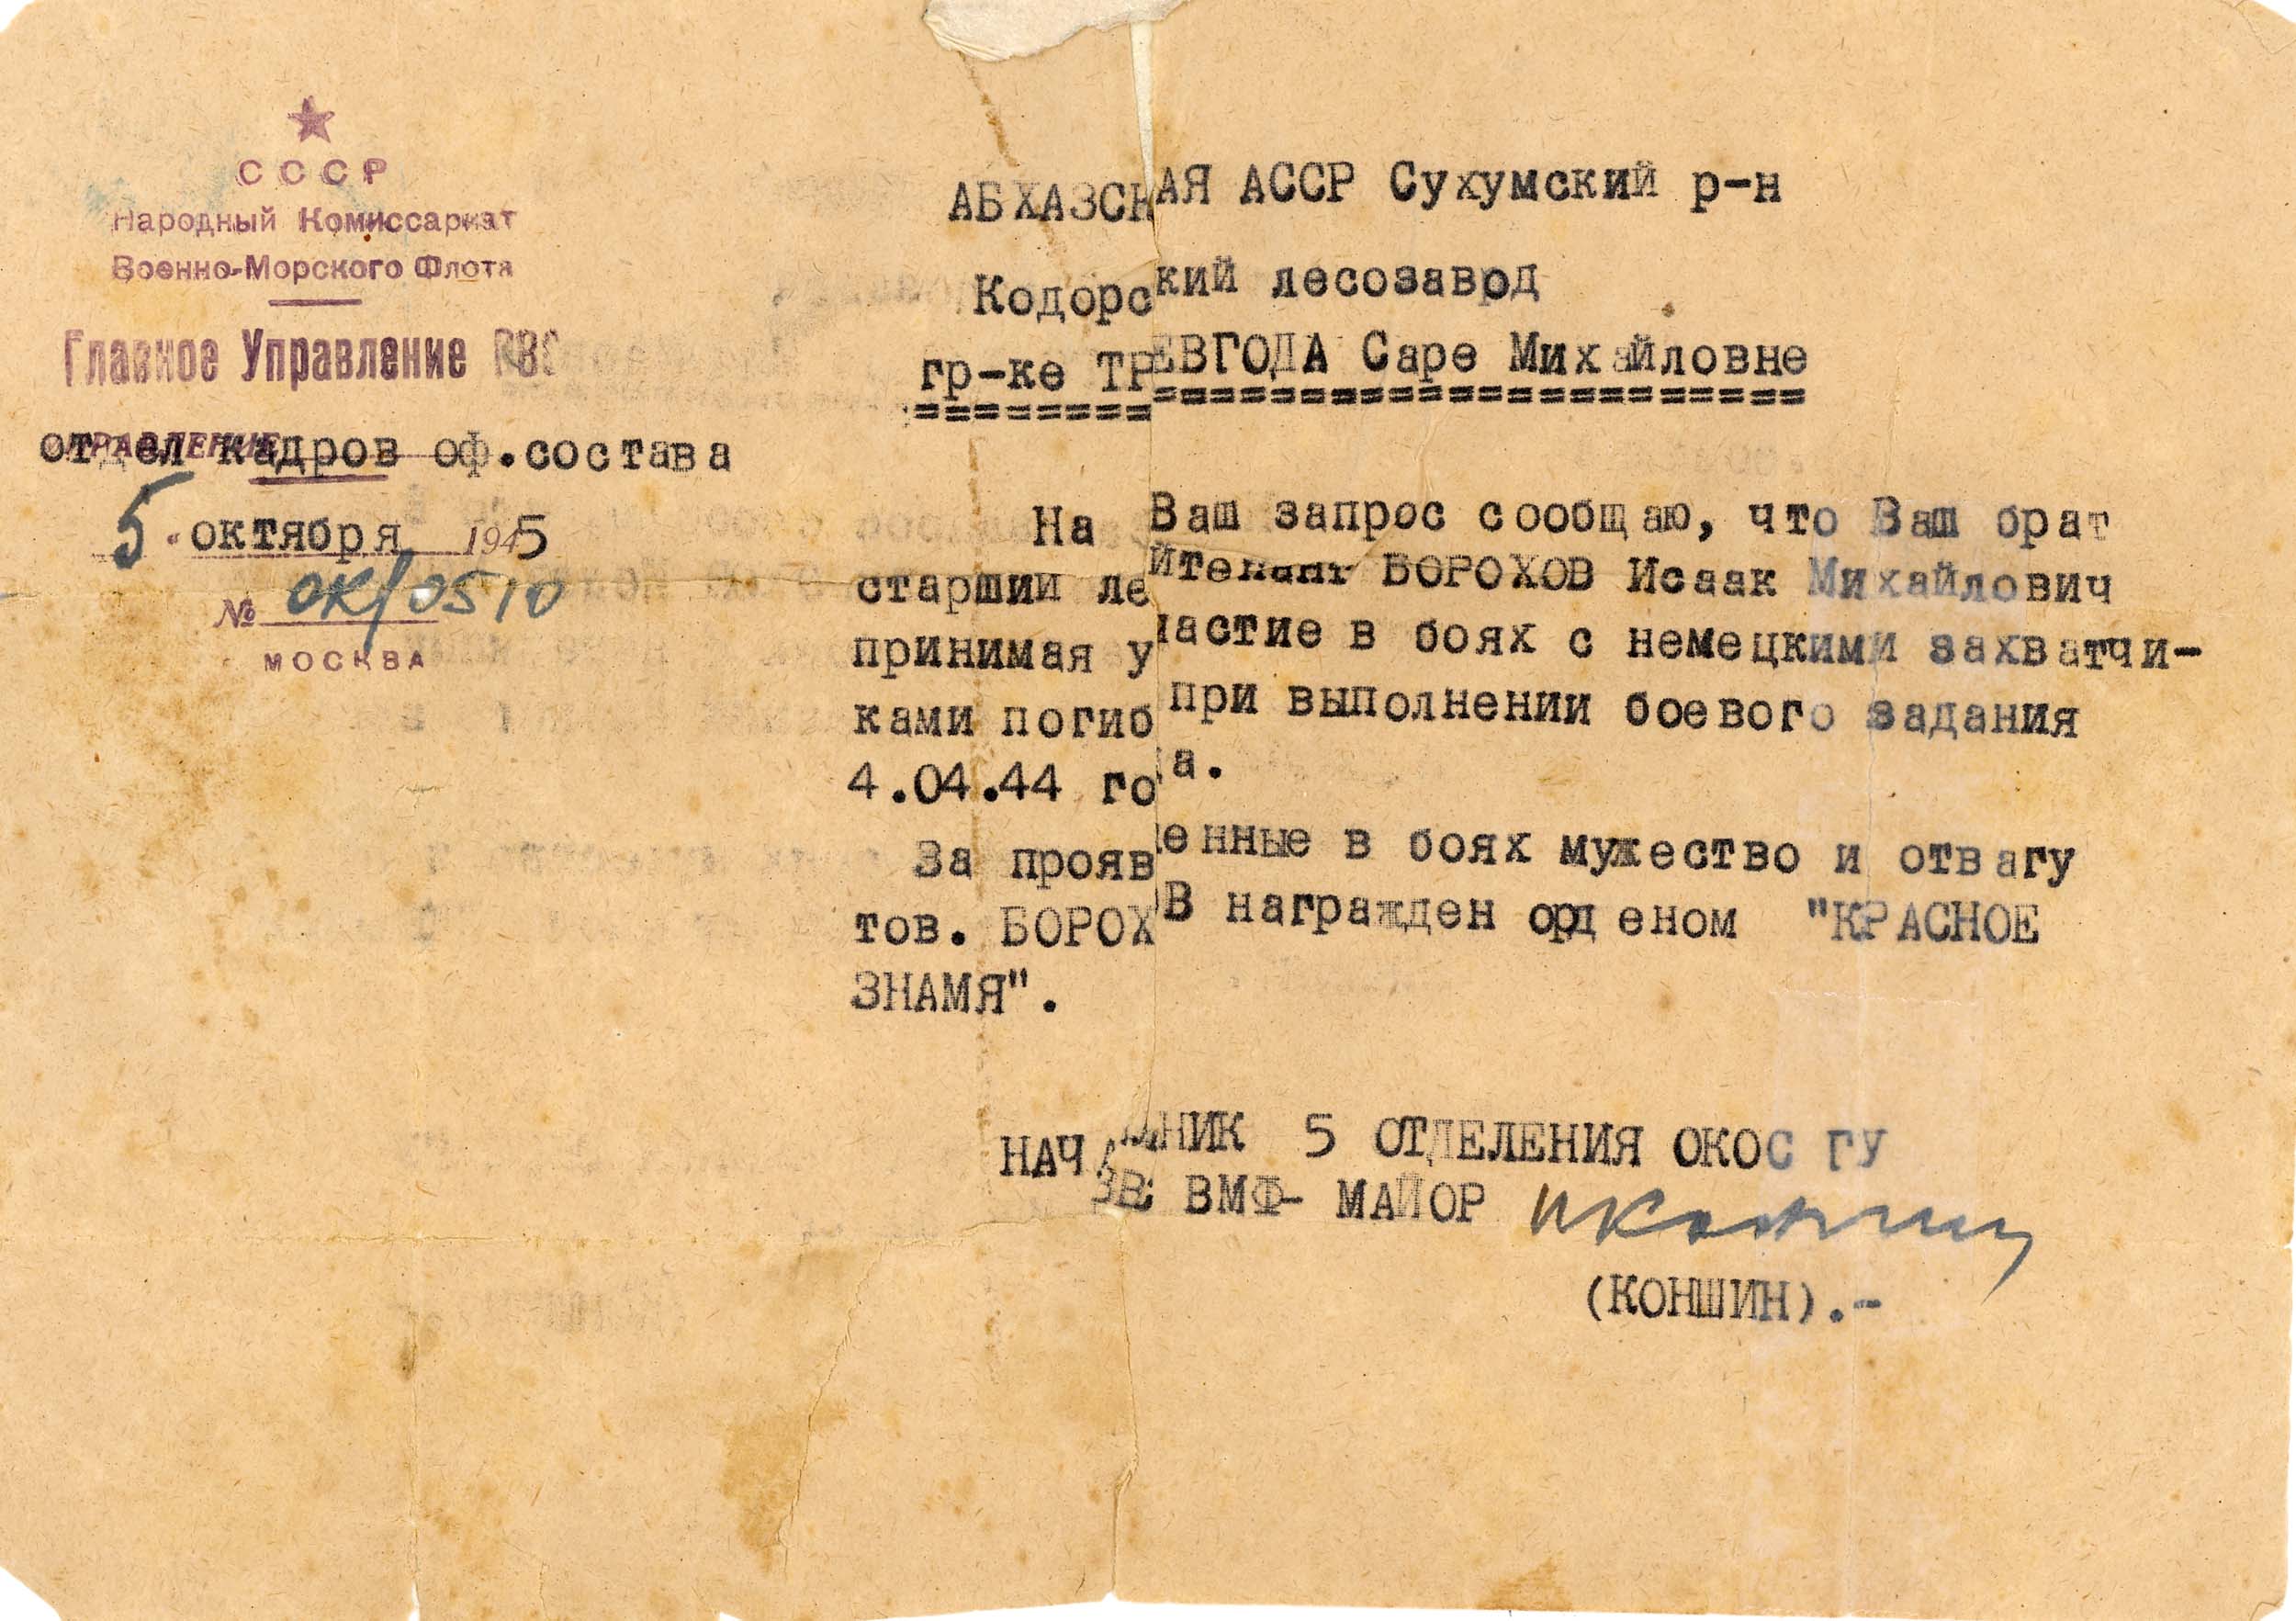 СССР
Народный Комиссариат
Военно-Морского Флота
Главное Управление ВВС
УПРАВЛЕНИЕ
отдел кадров оф.состава
5 " октября 1945
№ ОК/0510
МОСКВА
АБХАЗСКАЯ АССР Сухумский р-н
Кодорский лесозавод
гр-ке ТРЕВГОДА Саре Михайловне
==============================
На Ваш запрос сообщаю, что Ваш брат
старший лейтенант БОРОХОВ Исаак Михайлович
принимая участие в боях с немецкими захватчи-
ками погиб при выполнении боевого задания
4.04.44 года.
За проявленные в боях мужество и отвагу
тов. БОРОХОВ награжден орденом "КРАСНОЕ
ЗНАМЯ".
НАЧАЛЬНИК 5 ОТДЕЛЕНИЯ ОКОС ГУ
ВВС ВМФ- МАЙОР
(КОНШИН).-